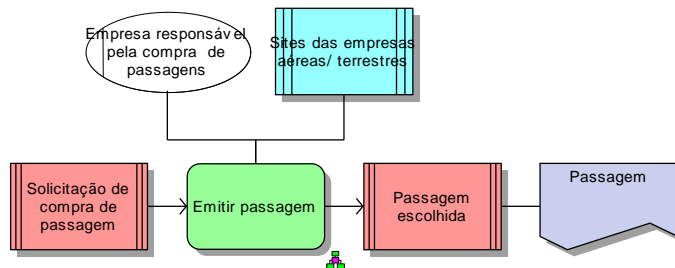 Empresa responsável
pela compra de
passagens
Sites das empresas
aéreas/ terrestres
Solicitação de
compra de
passagem
Emitir passagem
Passagem
escolhida
Passagem